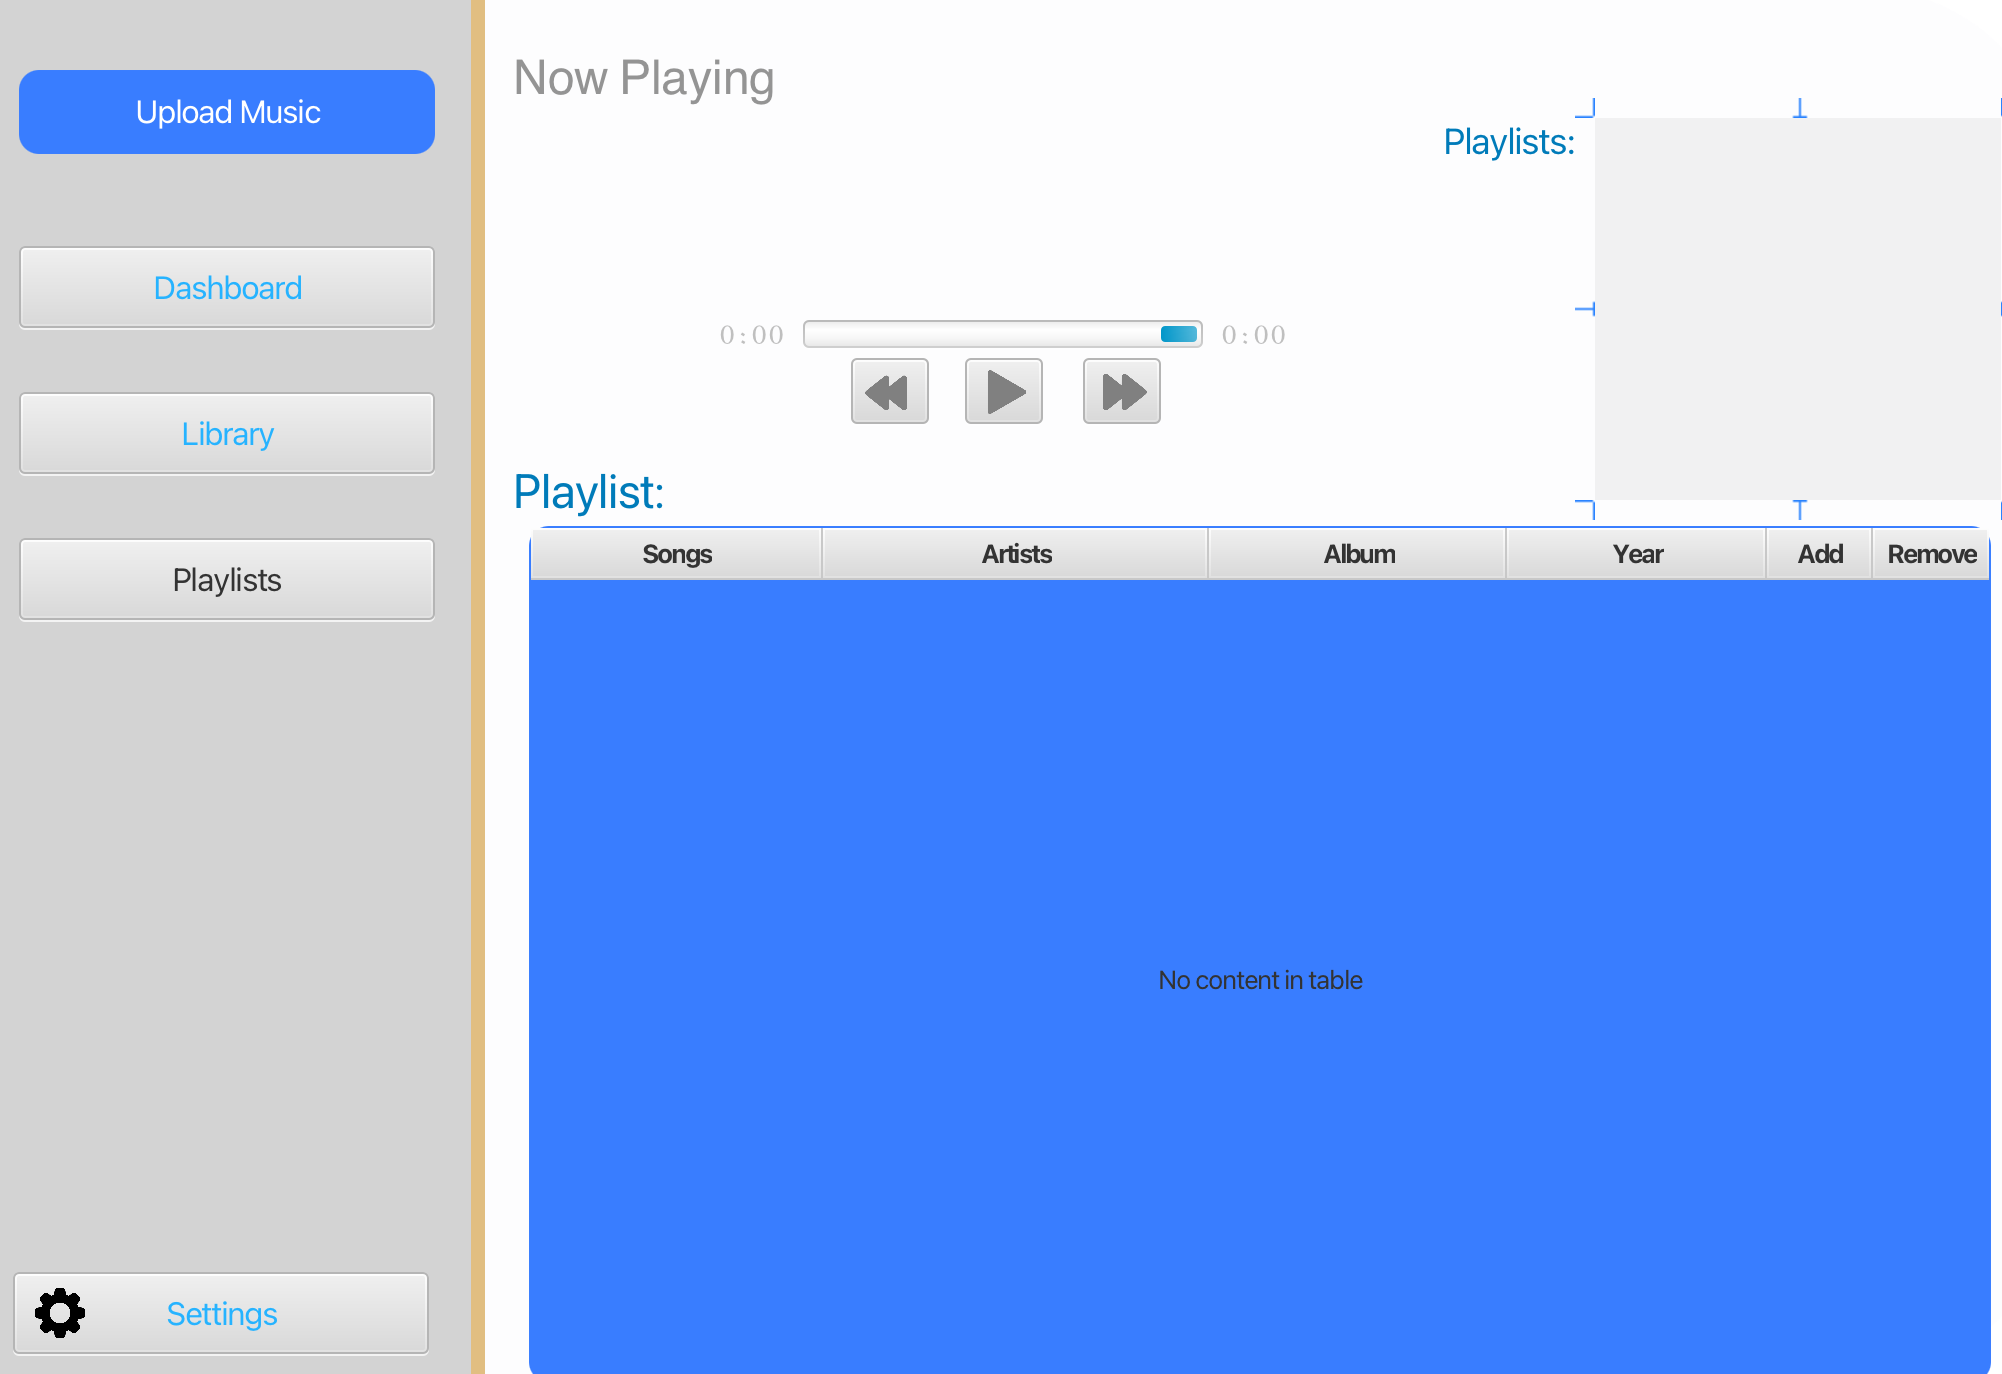 Upload Music
Dashboard
Library
Playlists
Settings
Now Playing
Playlists:
0:00
0:00
Playlist:
Songs Artists Album Year Add Remove
No content in table